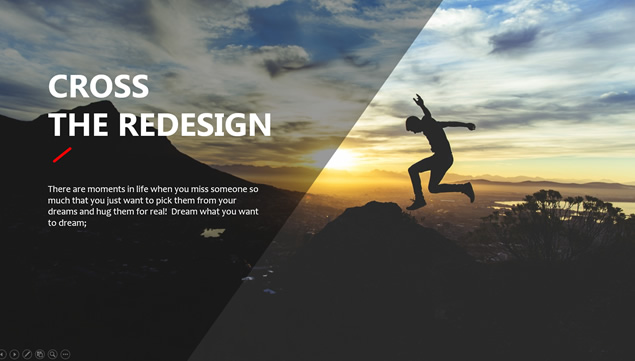 CROSS
THE REDESIGN
There are moments in life when you miss someone so
much that you just want to pick them from your
dreams and hug them for real!  Dream what you want
to dream;